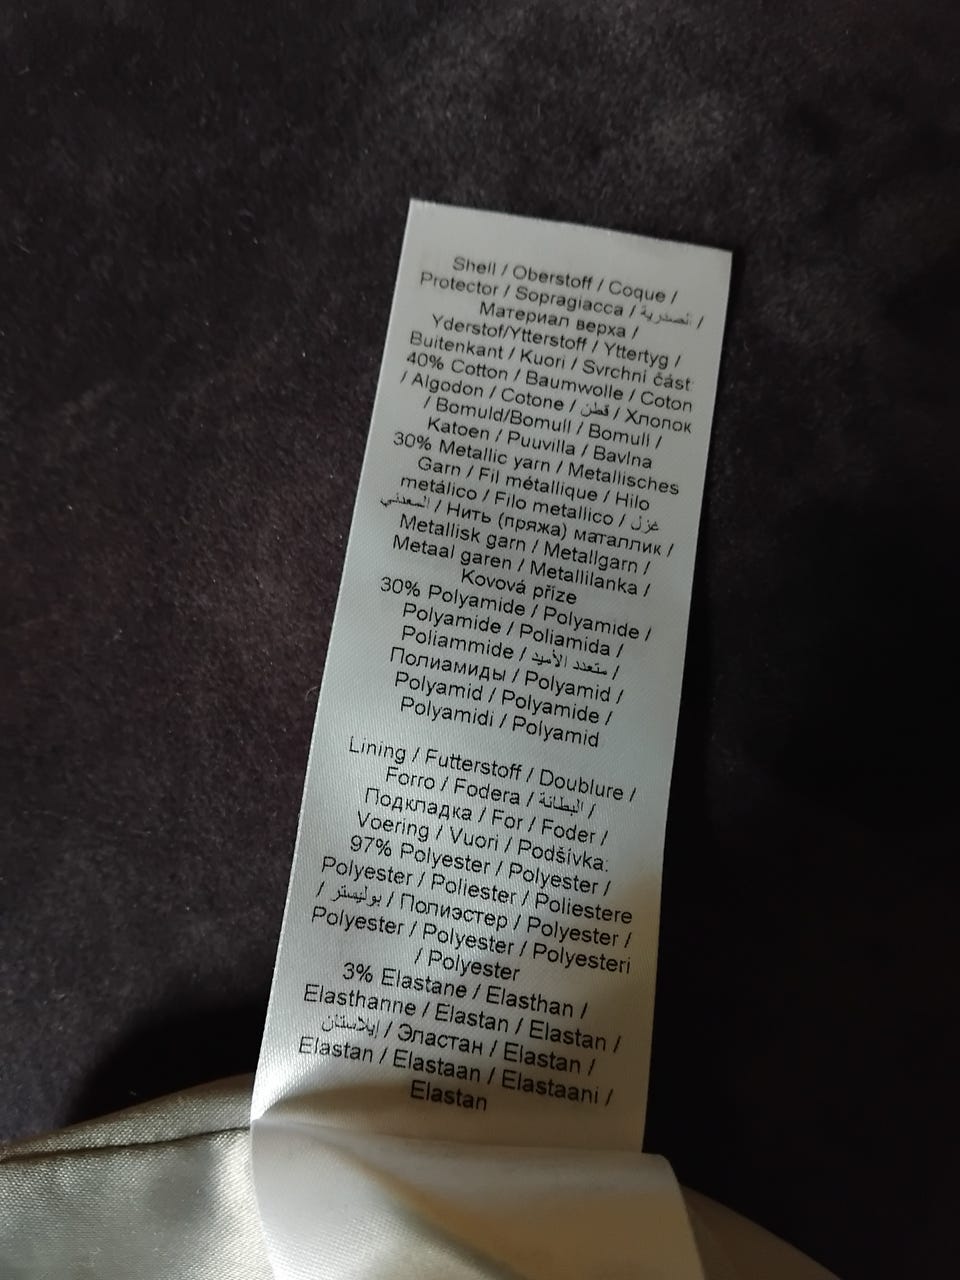 Shell / Oberstoff / Coque /
Protector / Sopragiacca / الصدرية /
Материал верха /
Yderstof/Ytterstoff / Yttertyg /
Buitenkant / Kuori / Svrchní část
40% Cotton / Baumwolle / Coton
/ Algodon / Cotone / قطن / Хлопок
/ Bomuld/Bomull / Bomull /
Katoen / Puuvilla / Bavlna
30% Metallic yarn / Metallisches
Garn / Fil métallique / Hilo
metálico / Filo metallico / غزل
المعدني / Нить (пряжа) маталлик /
Metallisk garn / Metallgarn /
Metaal garen / Metallilanka /
Kovová příze
30% Polyamide / Polyamide /
Polyamide / Poliamida /
Poliammide / متعدد الأميد /
Полиамиды / Polyamid /
Polyamid / Polyamide /
Polyamidi / Polyamid
Lining / Futterstoff / Doublure /
Forro / Fodera / البطانة /
Подкладка / For / Foder /
Voering / Vuori / Podšívka:
97% Polyester / Polyester /
Polyester / Poliester / Poliestere
/ بوليستر / Полиэстер / Polyester /
Polyester / Polyester / Polyesteri
/ Polyester
3% Elastane / Elasthan /
Elasthanne / Elastan / Elastan /
إيلاستان / Эластан / Elastan /
Elastan / Elastaan / Elastaani /
Elastan